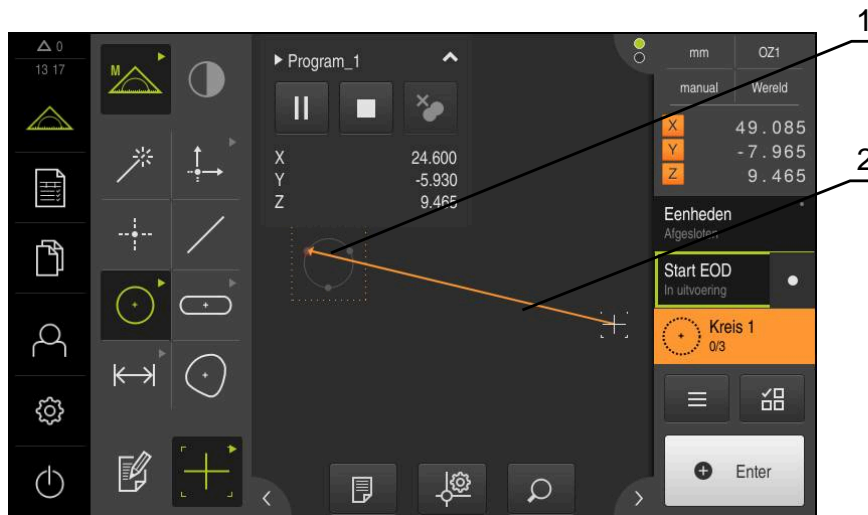 1
2
0
13 17
M
Program_1
X 24.600
Y -5.930
Z 9.465
mm OZ1
manual Wereld
X 49.085
Y -7.965
Z 9.465
Eenheden
Afgesloten
Start EOD
In uitvoering
Kreis 1
0/3
Enter